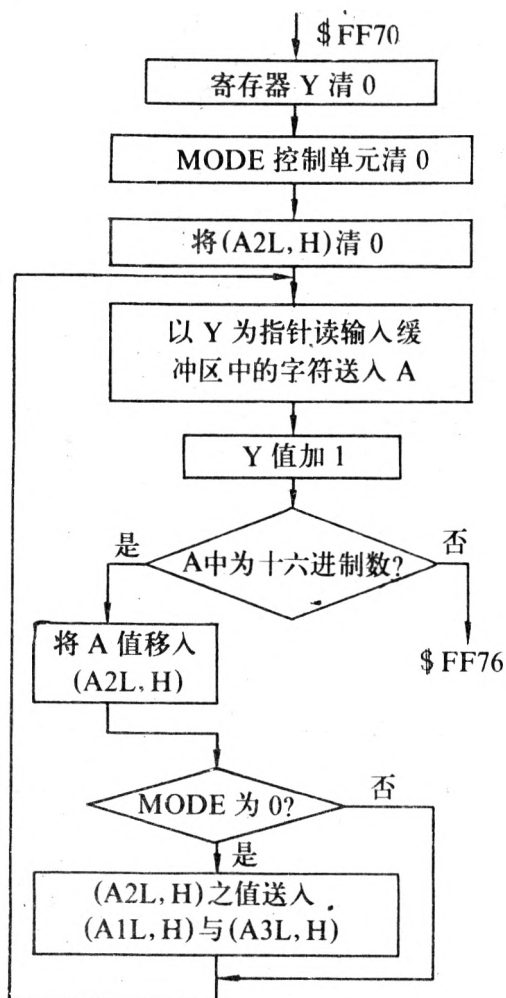 $FF70
寄存器 Y 清 0
MODE 控制单元清 0
将(A2L,H)清 0
以 Y 为指针读输入缓
冲区中的字符送入 A
Y 值加 1
是
A中为十六进制数?
否
将 A 值移入
(A2L,H)
$FF76
MODE 为 0?
否
是
(A2L,H)之值送入
(A1L,H)与(A3L,H)